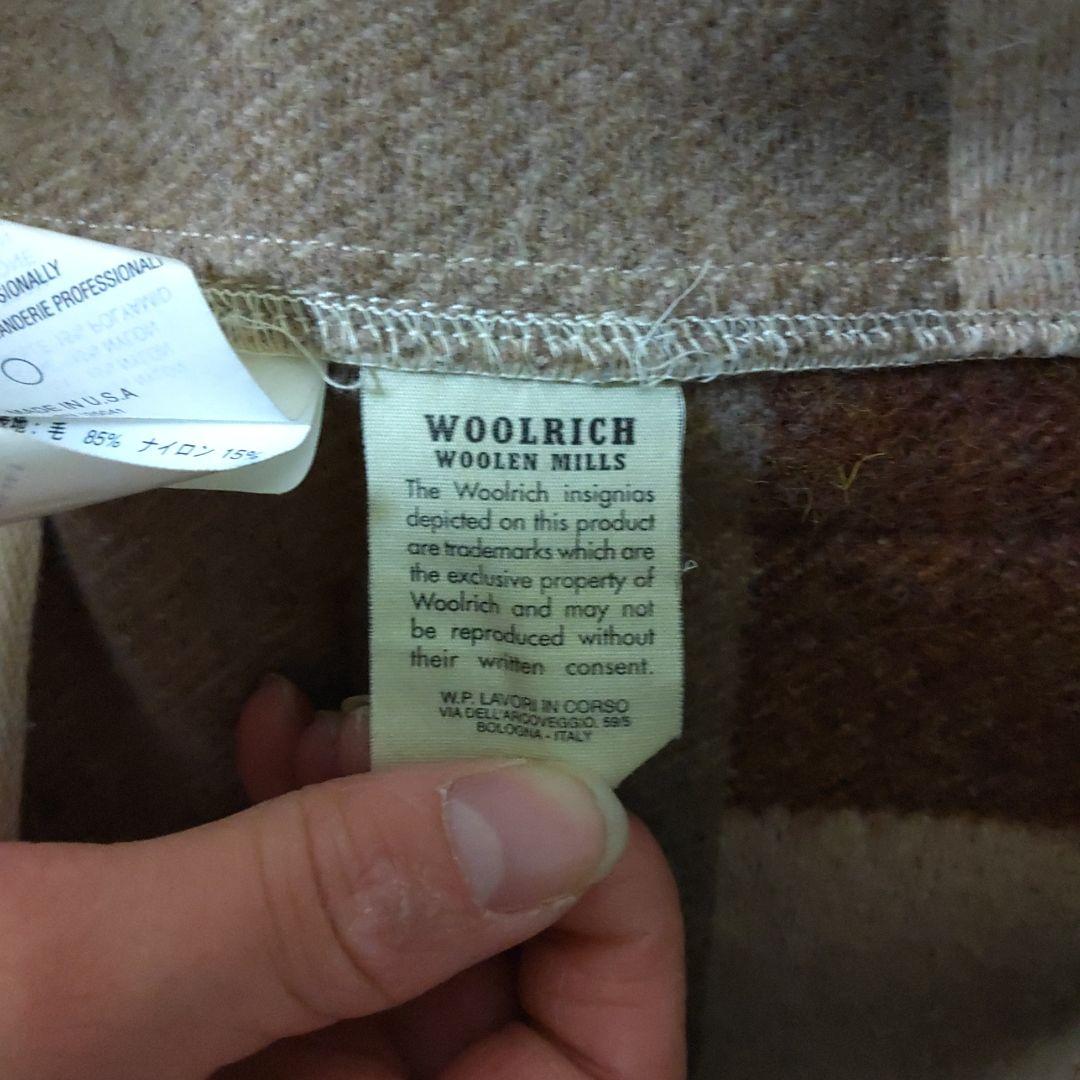 SIONALLY
ANDERIE PROFESSIONALL
MADE IN U.S.A
地: 毛 85% ナイロン 15%
WOOLRICH
WOOLEN MILLS
The Woolrich insignias
depicted on this product
are trademarks which are
the exclusive property of
Woolrich and may not
be reproduced without
their written consent.
W.P. LAVORI IN CORSO
VIA DELL'ARCOVEGGIO, 59/5
BOLOGNA - ITALY